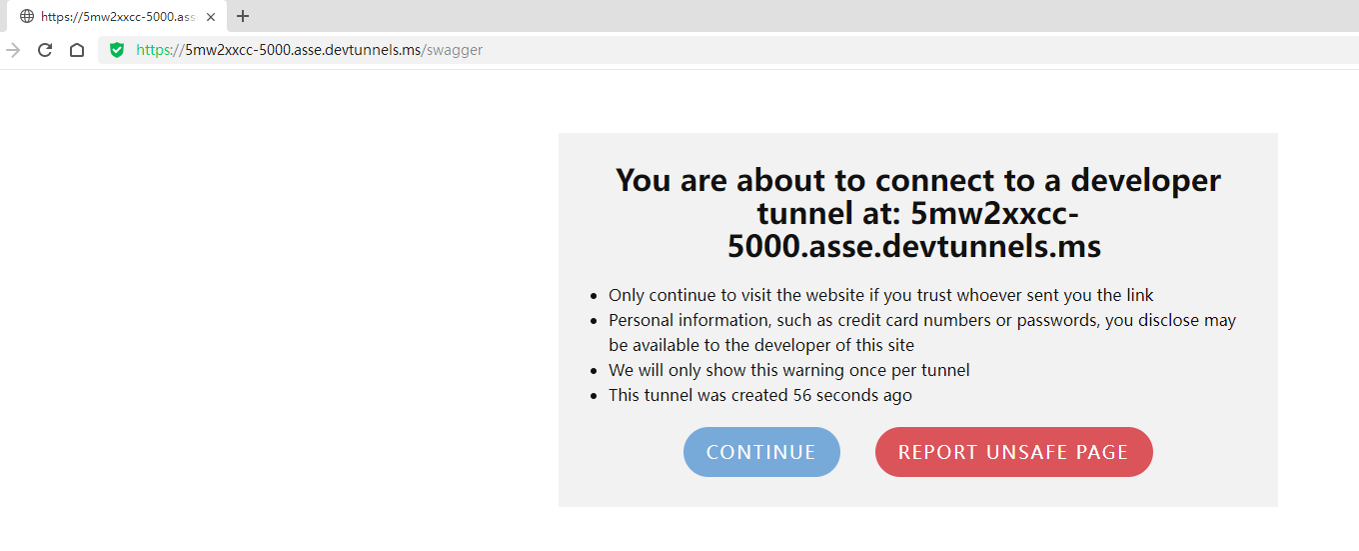 https://5mw2xxcc-5000.ass
https://5mw2xxcc-5000.asse.devtunnels.ms/swagger
You are about to connect to a developer
tunnel at: 5mw2xxcc-
5000.asse.devtunnels.ms
Only continue to visit the website if you trust whoever sent you the link
Personal information, such as credit card numbers or passwords, you disclose may
be available to the developer of this site
We will only show this warning once per tunnel
This tunnel was created 56 seconds ago
CONTINUE
REPORT UNSAFE PAGE